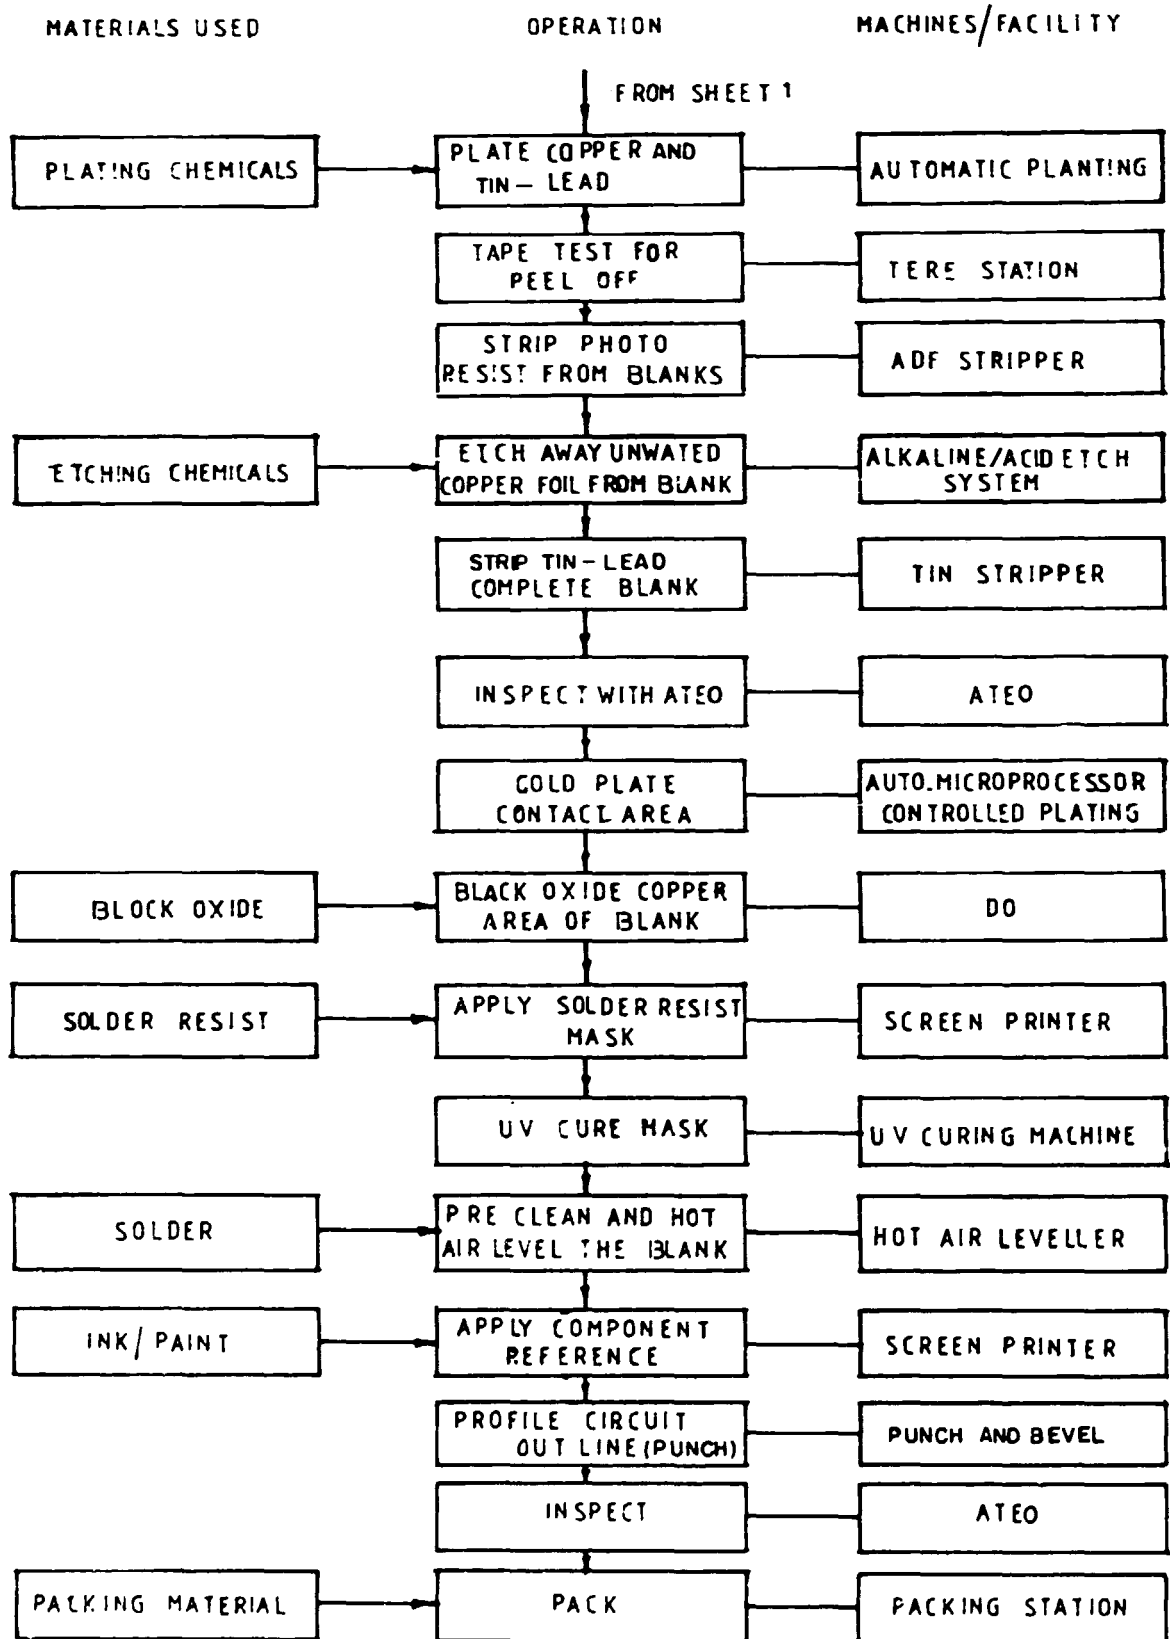 MATERIALS USED OPERATION MACHINES/FACILITY
FROM SHEET 1
PLATING CHEMICALS
PLATE COPPER AND
TIN - LEAD
AUTOMATIC PLANTING
TAPE TEST FOR
PEEL OFF
TERE STATION
STRIP PHOTO
RESIST FROM BLANKS
ADF STRIPPER
ETCHING CHEMICALS
ETCH AWAY UNWATED
COPPER FOIL FROM BLANK
ALKALINE/ACID ETCH
SYSTEM
STRIP TIN-LEAD
COMPLETE BLANK
TIN STRIPPER
INSPECT WITH ATEO
ATEO
GOLD PLATE
CONTACT AREA
AUTO.MICROPROCESSOR
CONTROLLED PLATING
BLOCK OXIDE
BLACK OXIDE COPPER
AREA OF BLANK
DO
SOLDER RESIST
APPLY SOLDER RESIST
MASK
SCREEN PRINTER
UV CURE MASK
UV CURING MACHINE
SOLDER
PRE CLEAN AND HOT
AIR LEVEL THE BLANK
HOT AIR LEVELLER
INK/PAINT
APPLY COMPONENT
REFERENCE
SCREEN PRINTER
PROFILE CIRCUIT
OUT LINE (PUNCH)
PUNCH AND BEVEL
INSPECT
ATEO
PACKING MATERIAL
PACK
PACKING STATION